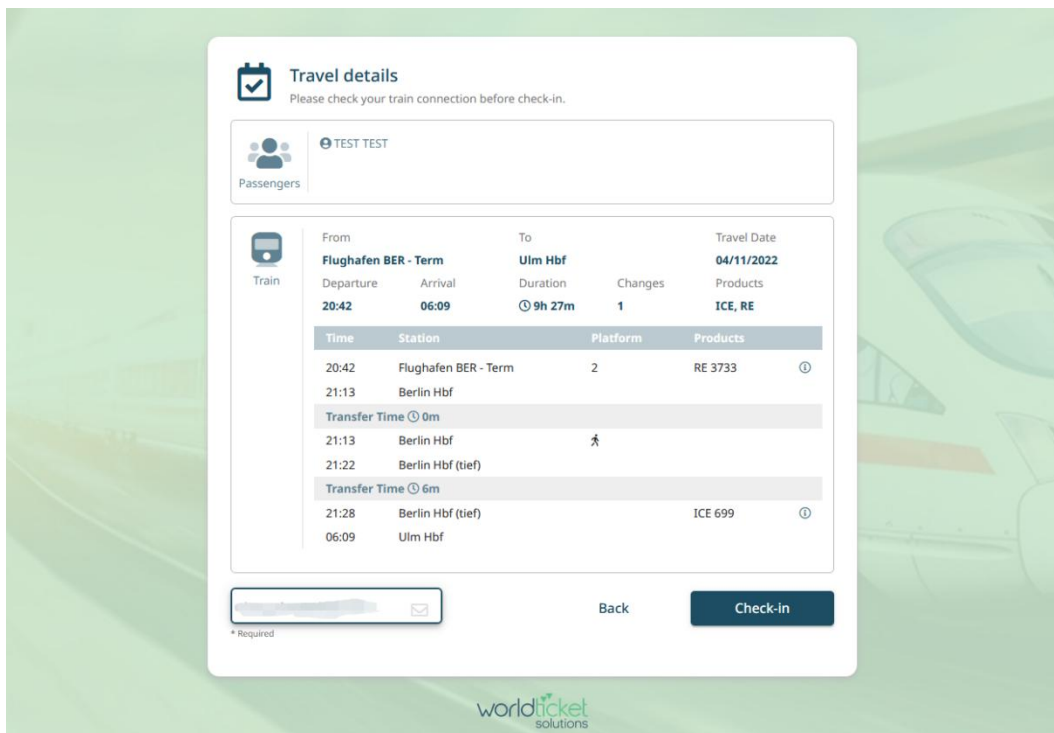 Travel details
Please check your train connection before check-in.
TEST TEST
Passengers
Train
From To Travel Date
Flughafen BER - Term Ulm Hbf 04/11/2022
Departure Arrival Duration Changes Products
20:42 06:09 9h 27m 1 ICE, RE
Time Station Platform Products
20:42 Flughafen BER - Term 2 RE 3733
21:13 Berlin Hbf
Transfer Time 0m
21:13 Berlin Hbf
21:22 Berlin Hbf (tief)
Transfer Time 6m
21:28 Berlin Hbf (tief) ICE 699
06:09 Ulm Hbf
Back Check-in
* Required
worldticket
solutions